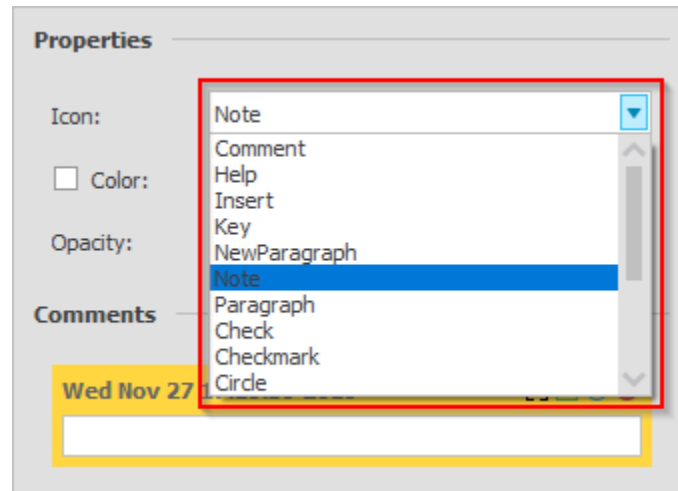 Properties
Icon:
Note
Comment
Help
Color:
Insert
Key
Opacity:
NewParagraph
Note
Paragraph
Comments
Check
Checkmark
Circle
Wed Nov 27